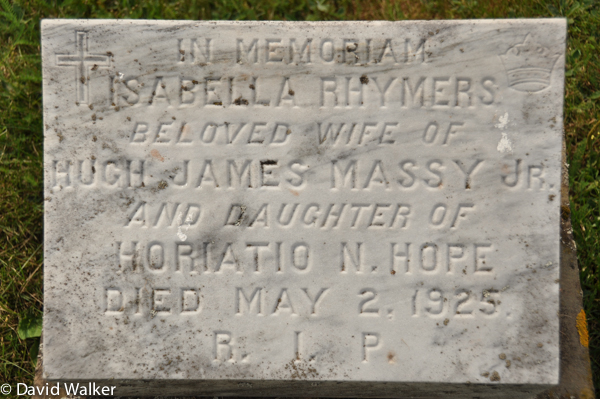 IN MEMORIAM
ISABELLA RHYMERS
BELOVED WIFE OF
HUGH JAMES MASSY JR.
AND DAUGHTER OF
HORIATIO N. HOPE
DIED MAY 2, 1925.
R. I. P.
© David Walker